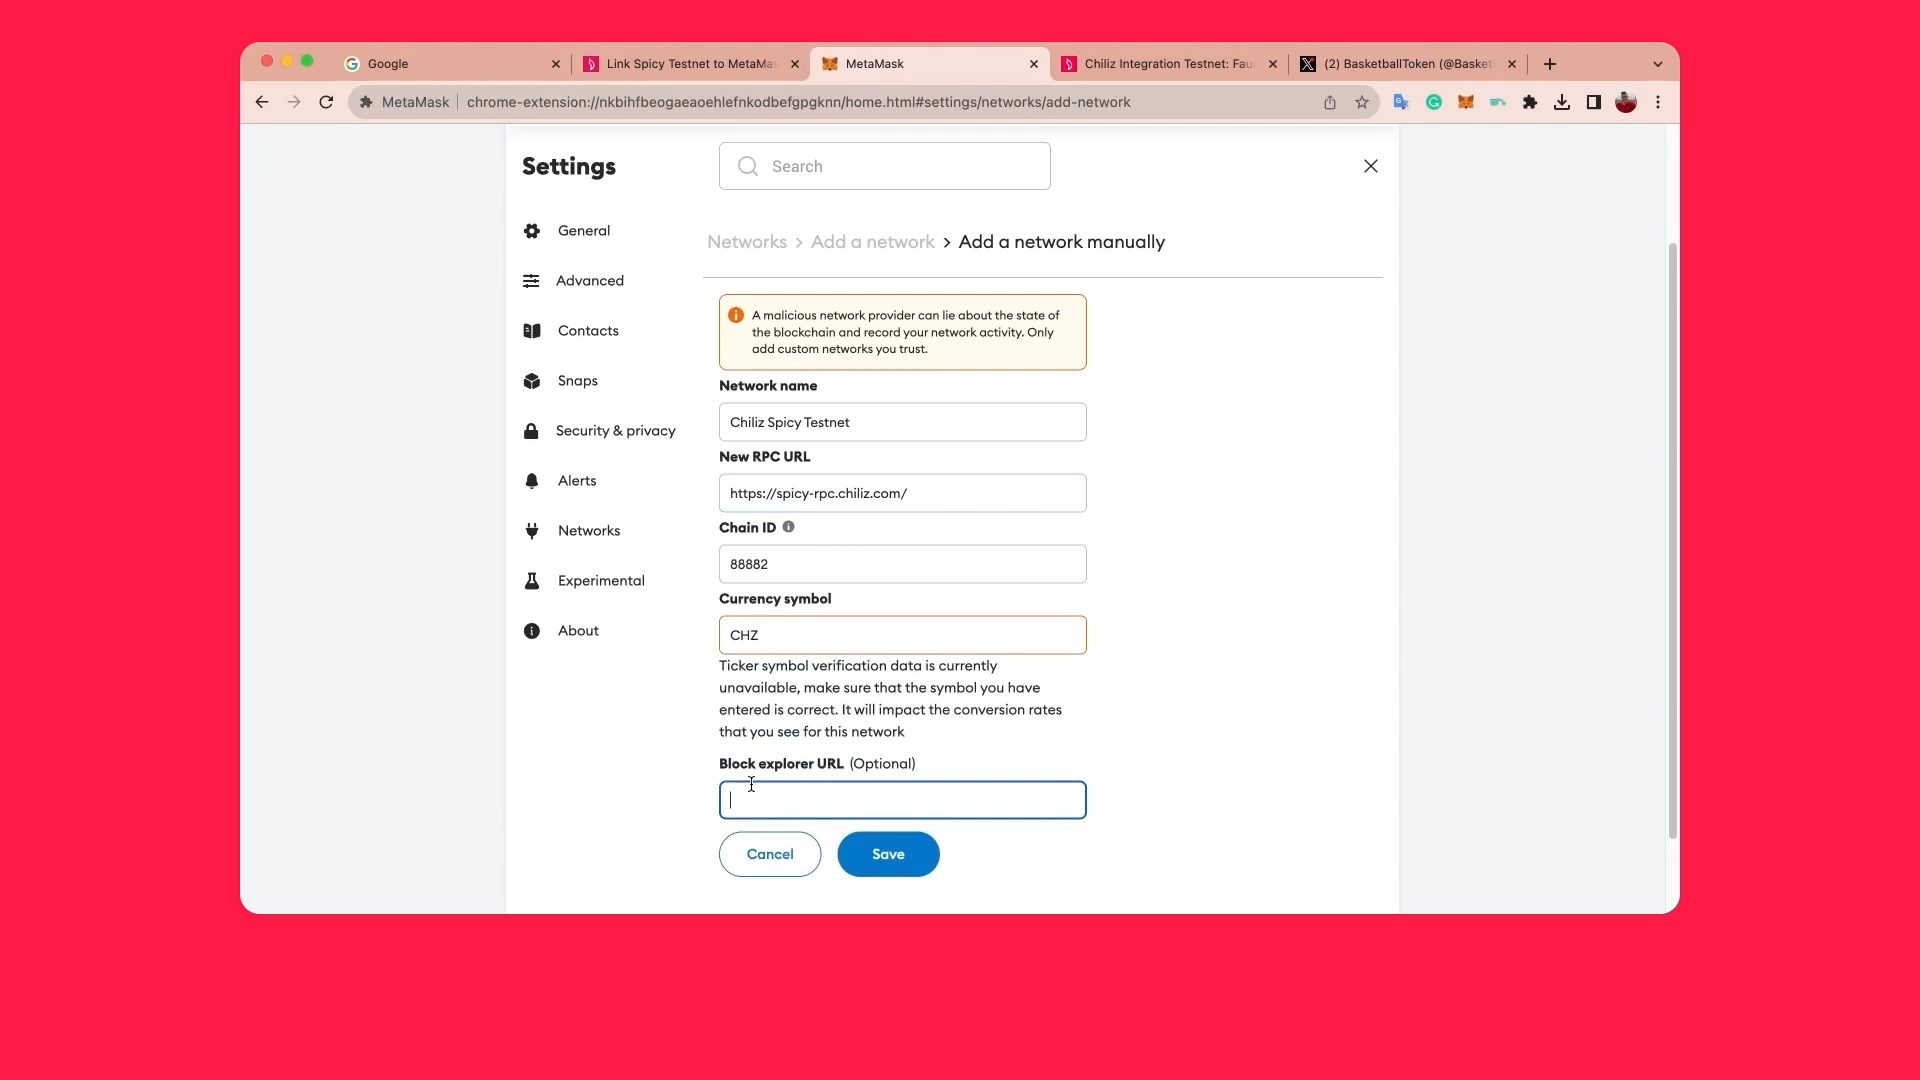 Google
Link Spicy Testnet to MetaMas
MetaMask
Chiliz Integration Testnet: Fau
(2) BasketballToken (@Basket
MetaMask
chrome-extension://nkbihfbeogaeaoehlefnkodbefgpgknn/home.html#settings/networks/add-network
Settings
Search
General
Advanced
Contacts
Snaps
Security & privacy
Alerts
Networks
Experimental
About
Networks > Add a network > Add a network manually
A malicious network provider can lie about the state of
the blockchain and record your network activity. Only
add custom networks you trust.
Network name
Chiliz Spicy Testnet
New RPC URL
https://spicy-rpc.chiliz.com/
Chain ID
88882
Currency symbol
CHZ
Ticker symbol verification data is currently
unavailable, make sure that the symbol you have
entered is correct. It will impact the conversion rates
that you see for this network
Block explorer URL (Optional)
Cancel
Save